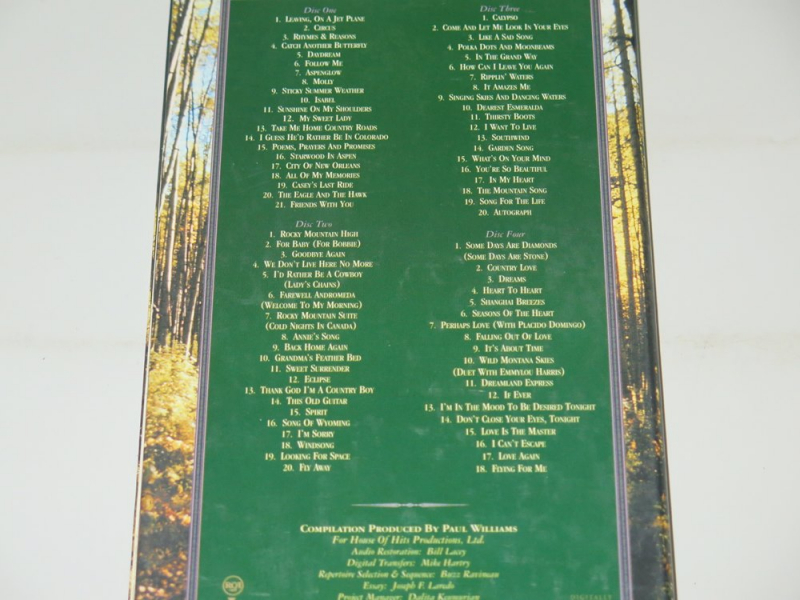 Disc One
1. Leaving, On A Jet Plane
2. Circus
3. Rhymes & Reasons
4. Catch Another Butterfly
5. Daydream
6. Follow Me
7. Aspenglow
8. Molly
9. Sticky Summer Weather
10. Isabel
11. Sunshine On My Shoulders
12. My Sweet Lady
13. Take Me Home Country Roads
14. I Guess He'd Rather Be In Colorado
15. Poems, Prayers And Promises
16. Starwood In Aspen
17. City Of New Orleans
18. All Of My Memories
19. Casey's Last Ride
20. The Eagle And The Hawk
21. Friends With You
Disc Two
1. Rocky Mountain High
2. For Baby (For Bobbie)
3. Goodbye Again
4. We Don't Live Here No More
5. I'd Rather Be A Cowboy
(Lady's Chains)
6. Farewell Andromeda
(Welcome To My Morning)
7. Rocky Mountain Suite
(Cold Nights In Canada)
8. Annie's Song
9. Back Home Again
10. Grandma's Feather Bed
11. Sweet Surrender
12. Eclipse
13. Thank God I'm A Country Boy
14. This Old Guitar
15. Spirit
16. Song Of Wyoming
17. I'm Sorry
18. Windsong
19. Looking For Space
20. Fly Away
Disc Three
1. Calypso
2. Come And Let Me Look In Your Eyes
3. Like A Sad Song
4. Polka Dots And Moonbeams
5. In The Grand Way
6. How Can I Leave You Again
7. Ripplin' Waters
8. It Amazes Me
9. Singing Skies And Dancing Waters
10. Dearest Esmeralda
11. Thirsty Boots
12. I Want To Live
13. Southwind
14. Garden Song
15. What's On Your Mind
16. You're So Beautiful
17. In My Heart
18. The Mountain Song
19. Song For The Life
20. Autograph
Disc Four
1. Some Days Are Diamonds
(Some Days Are Stone)
2. Country Love
3. Dreams
4. Heart To Heart
5. Shanghai Breezes
6. Seasons Of The Heart
7. Perhaps Love (With Placido Domingo)
8. Falling Out Of Love
9. It's About Time
10. Wild Montana Skies
(Duet With Emmylou Harris)
11. Dreamland Express
12. If Ever
13. I'm In The Mood To Be Desired Tonight
14. Don't Close Your Eyes, Tonight
15. Love Is The Master
16. I Can't Escape
17. Love Again
18. Flying For Me
Compilation Produced By Paul Williams
For House Of Hits Productions, Ltd.
Audio Restoration: Bill Lacey
Digital Transfers: Mike Hartry
Repertoire Selection & Sequence: Buzz Ravineau
Essay: Joseph F. Laredo
Project Manager: Dalita
RCA
DIGITALLY